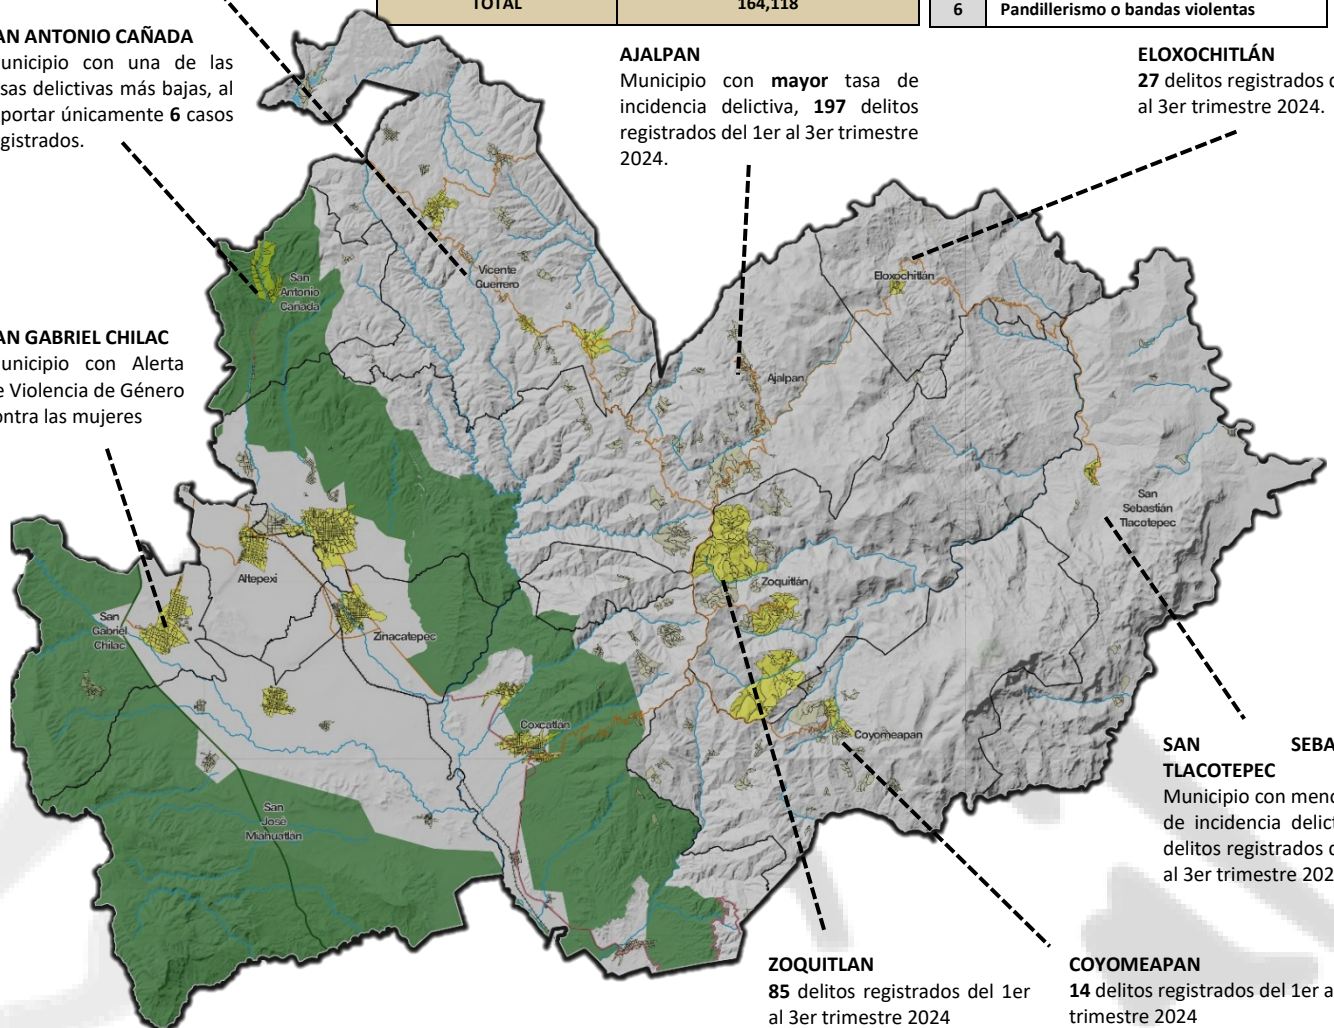 TOTAL 164,118
6 Pandillerismo o bandas violentas
AN ANTONIO CAÑADA
unicipio con una de las
sas delictivas más bajas, al
portar únicamente 6 casos
gistrados.
AJALPAN
Municipio con mayor tasa de
incidencia delictiva, 197 delitos
registrados del 1er al 3er trimestre
2024.
ELOXOCHITLÁN
27 delitos registrados d
al 3er trimestre 2024.
AN GABRIEL CHILAC
unicipio con Alerta
e Violencia de Género
ontra las mujeres
San
Antonio
Cañada
Vicente
Guerrero
Eloxochitlán
Ajalpan
San
Sebastián
Tlacotepec
Altepexi
Zoquitlán
San
Gabriel
Chilac
Zinacatepec
Coxcatlán
Coyomeapan
San
José
Miahuatlán
SAN SEBA
TLACOTEPEC
Municipio con meno
de incidencia delict
delitos registrados d
al 3er trimestre 202
ZOQUITLAN
85 delitos registrados del 1er
al 3er trimestre 2024
COYOMEAPAN
14 delitos registrados del 1er a
trimestre 2024